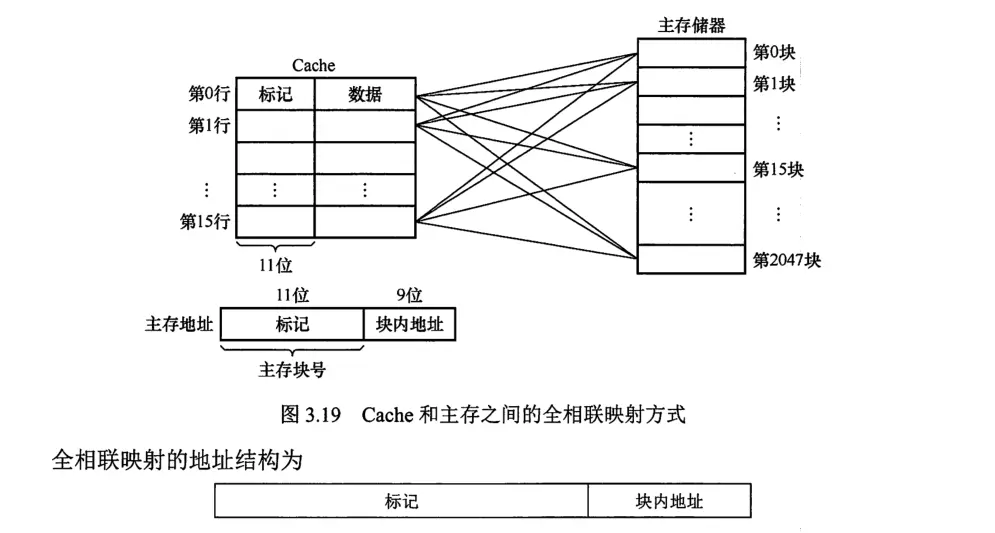 主存储器
Cache
第0块
第0行 标记 数据
第1块
第1行
⋮
⋮
第15块
⋮ ⋮ ⋮
第15行
⋮ ⋮
第2047块
11位
11位 9位
主存地址 标记 块内地址
主存块号
图 3.19 Cache 和主存之间的全相联映射方式
全相联映射的地址结构为
标记 块内地址